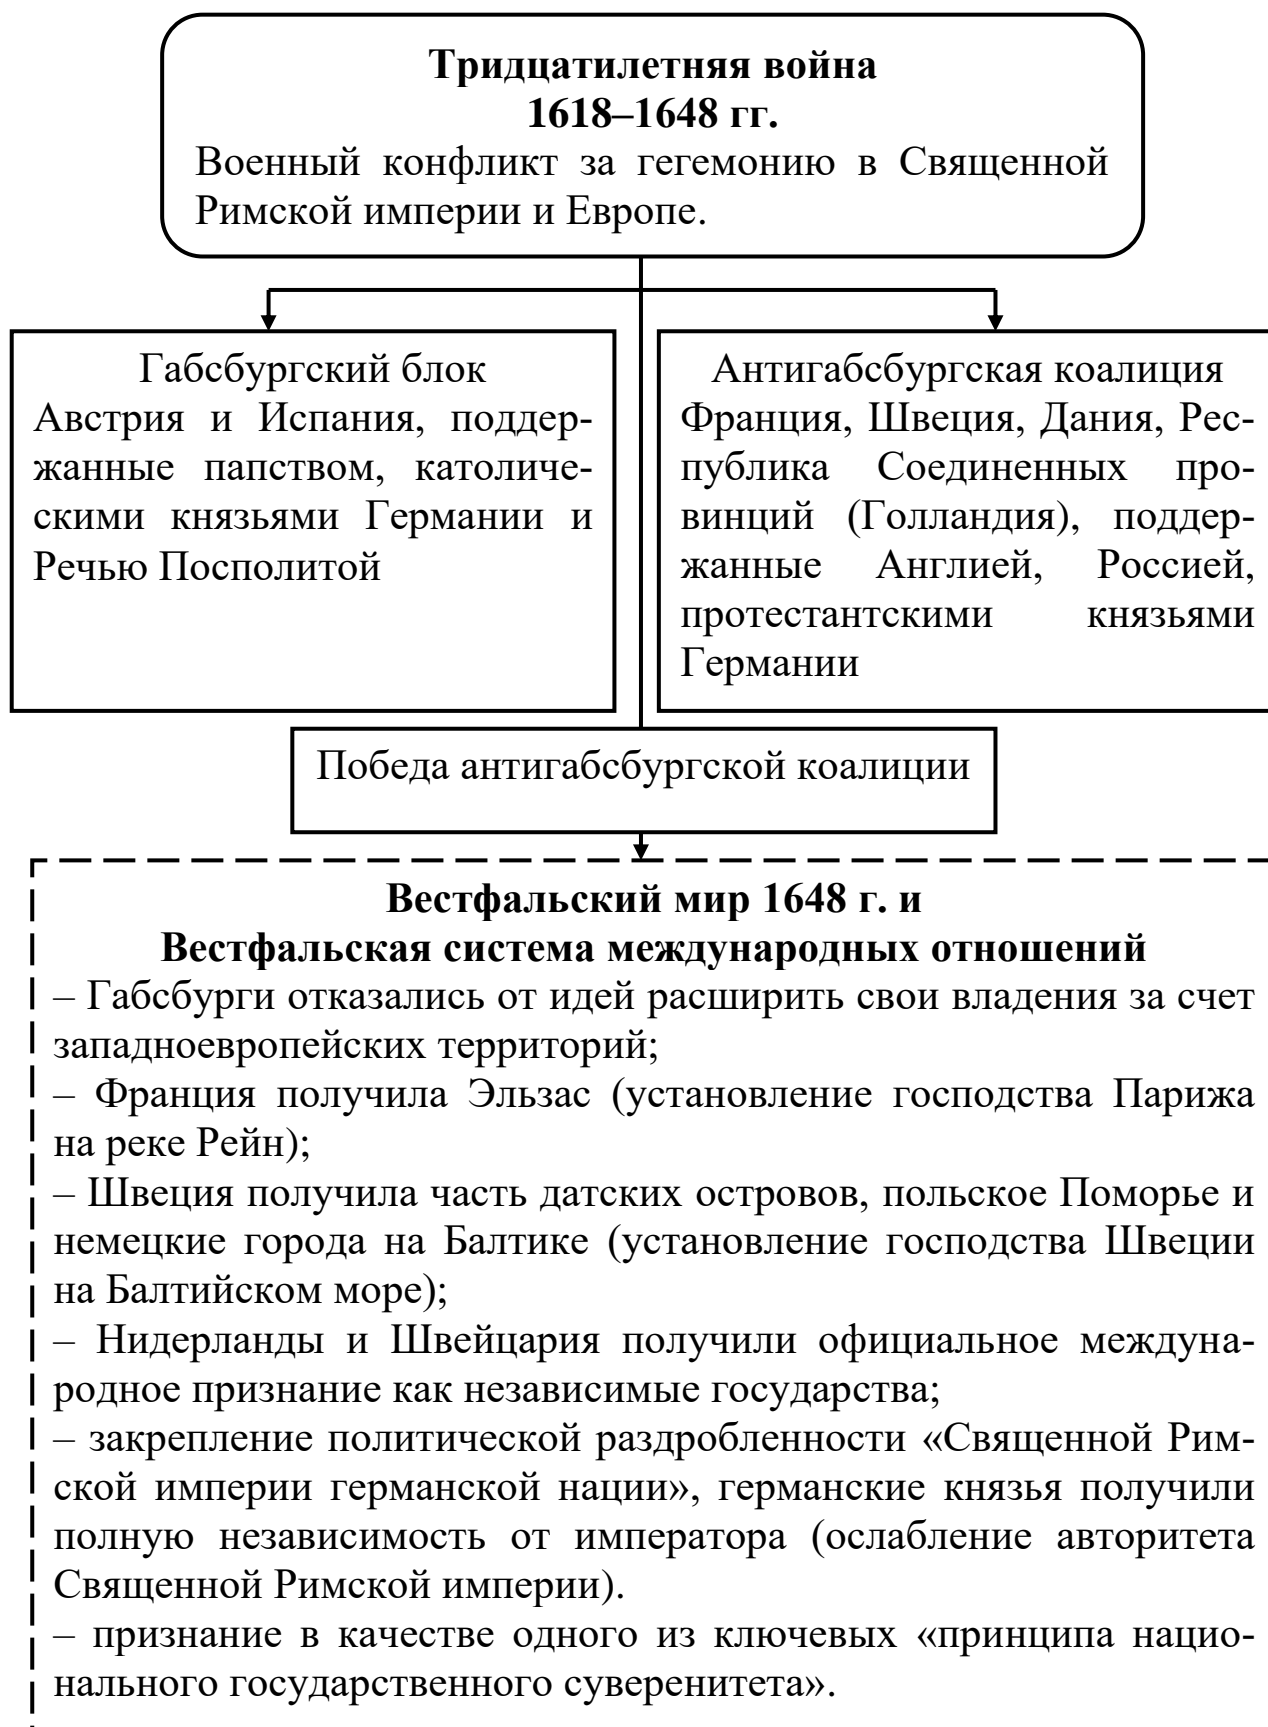 Тридцатилетняя война
1618–1648 гг.
Военный конфликт за гегемонию в Священной
Римской империи и Европе.
Габсбургский блок
Австрия и Испания, поддер-
жанные папством, католиче-
скими князьями Германии и
Речью Посполитой
Антигабсбургская коалиция
Франция, Швеция, Дания, Рес-
публика Соединенных про-
винций (Голландия), поддер-
жанные Англией, Россией,
протестантскими князьями
Германии
Победа антигабсбургской коалиции
Вестфальский мир 1648 г. и
Вестфальская система международных отношений
– Габсбурги отказались от идей расширить свои владения за счет
западноевропейских территорий;
– Франция получила Эльзас (установление господства Парижа
на реке Рейн);
– Швеция получила часть датских островов, польское Поморье и
немецкие города на Балтике (установление господства Швеции
на Балтийском море);
– Нидерланды и Швейцария получили официальное междуна-
родное признание как независимые государства;
– закрепление политической раздробленности «Священной Рим-
ской империи германской нации», германские князья получили
полную независимость от императора (ослабление авторитета
Священной Римской империи).
– признание в качестве одного из ключевых «принципа нацио-
нального государственного суверенитета».